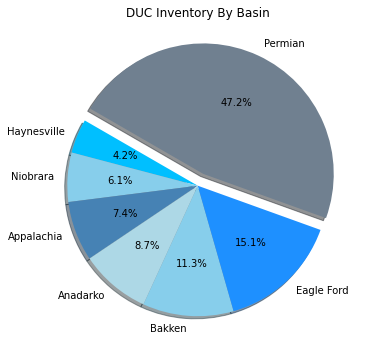 DUC Inventory By Basin
Permian
47.2%
Haynesville
4.2%
Niobrara
6.1%
Appalachia
7.4%
Anadarko
8.7%
Bakken
11.3%
Eagle Ford
15.1%